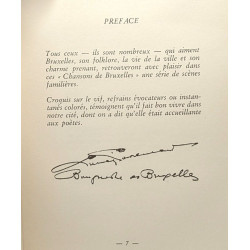 PREFACE
Tous ceux — ils sont nombreux — qui aiment
Bruxelles, son folklore, la vie de la ville et son
charme prenant, retrouveront avec plaisir dans
ces « Chansons de Bruxelles » une série de scènes
familières.
Croquis sur le vif, refrains évocateurs ou instan-
tanés colorés, témoignent qu'il fait bon vivre dans
notre cité, dont on a dit qu'elle était accueillante
aux poètes.
Bruxelles
— 7 —